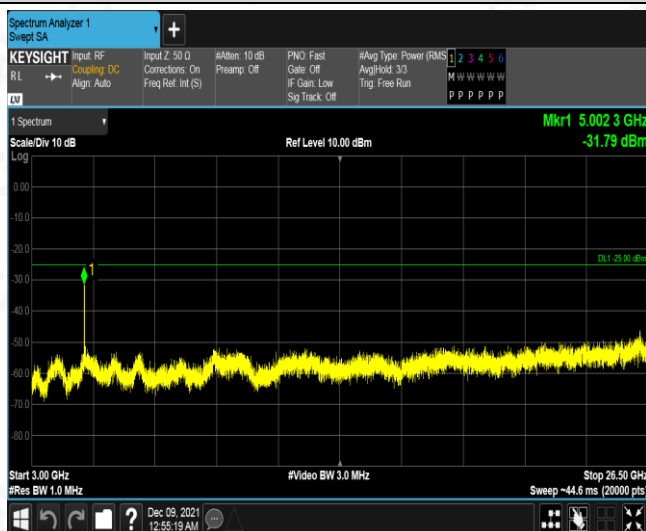 Spectrum Analyzer 1
Swept SA
+
KEYSIGHT Input: RF Input Z: 50 Ω #Atten: 10 dB PNO: Fast #Avg Type: Power (RMS 1 2 3 4 5 6
RL Coupling: DC Corrections: On Preamp: Off Gate: Off Avg|Hold: 3/3 M W W W W W
Align: Auto Freq Ref: Int (S) IF Gain: Low Trig: Free Run
Sig Track: Off P P P P P P
LXI
1 Spectrum Mkr1 5.002 3 GHz
Scale/Div 10 dB Ref Level 10.00 dBm -31.79 dBm
Log
0.00
-10.0
-20.0
DL1 -25.00 dBm
1
-30.0
-40.0
-50.0
-60.0
-70.0
-80.0
Start 3.00 GHz #Video BW 3.0 MHz Stop 26.50 GHz
#Res BW 1.0 MHz Sweep ~44.6 ms (20000 pts)
? Dec 09, 2021
12:55:19 AM